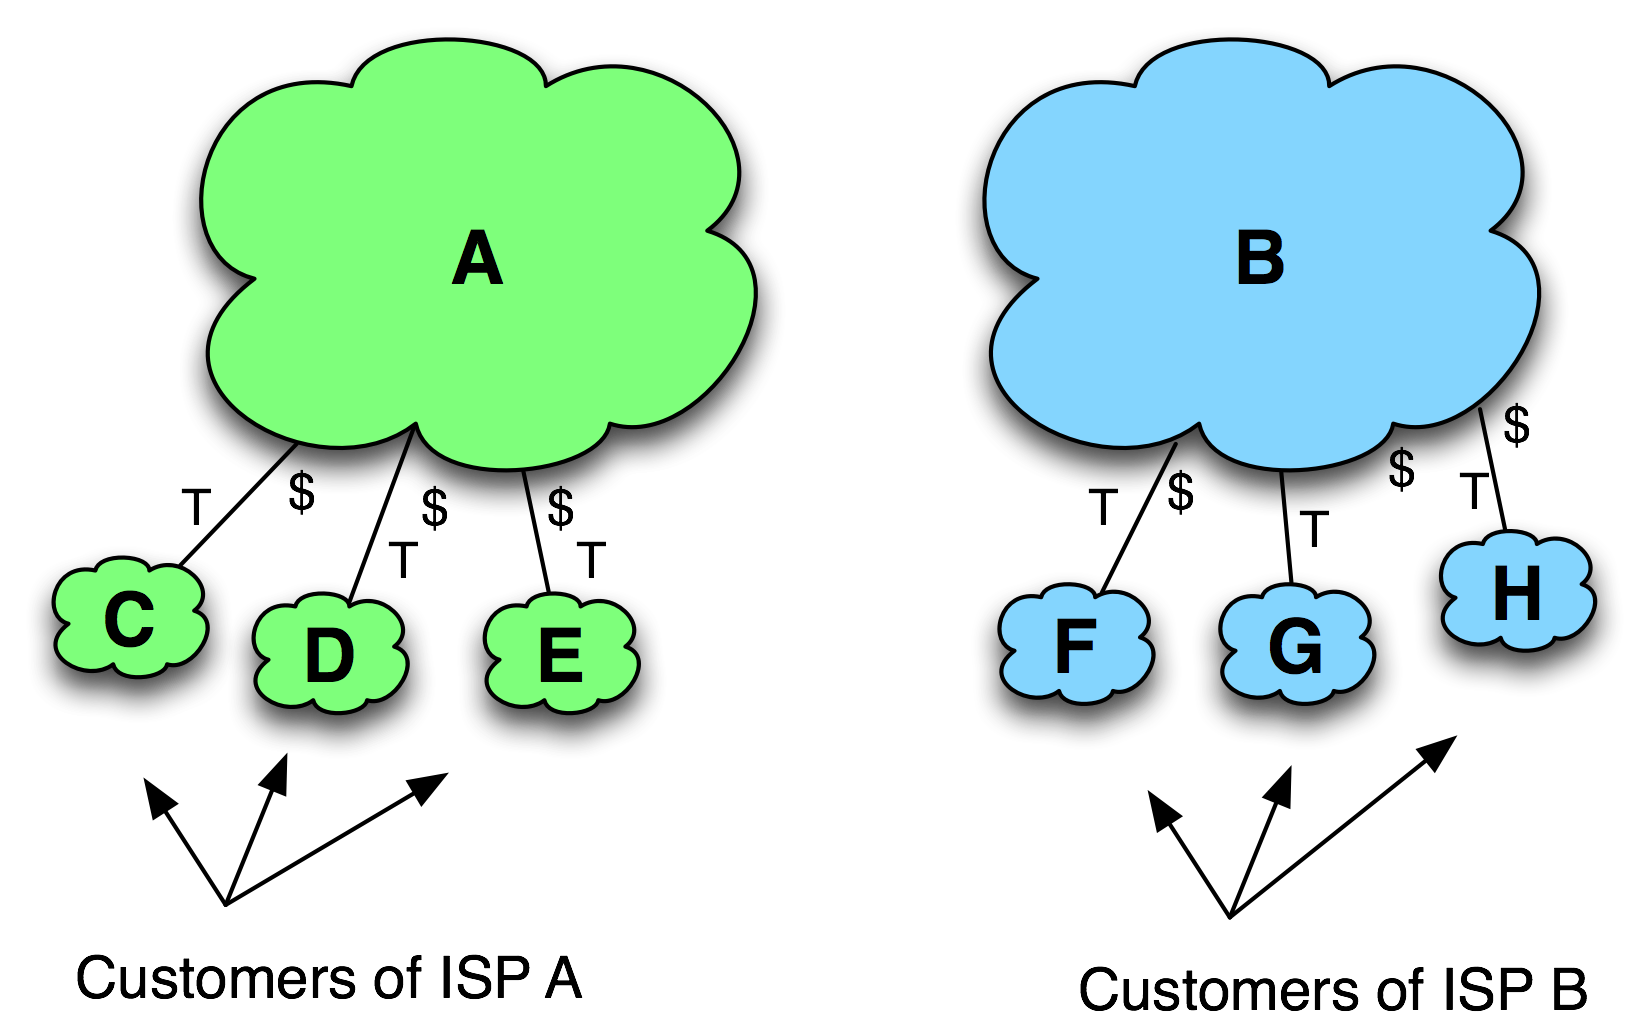 A
B
T
$
$
T
$
T
T
$
T
$
T
$
C
D
E
F
G
H
Customers of ISP A
Customers of ISP B